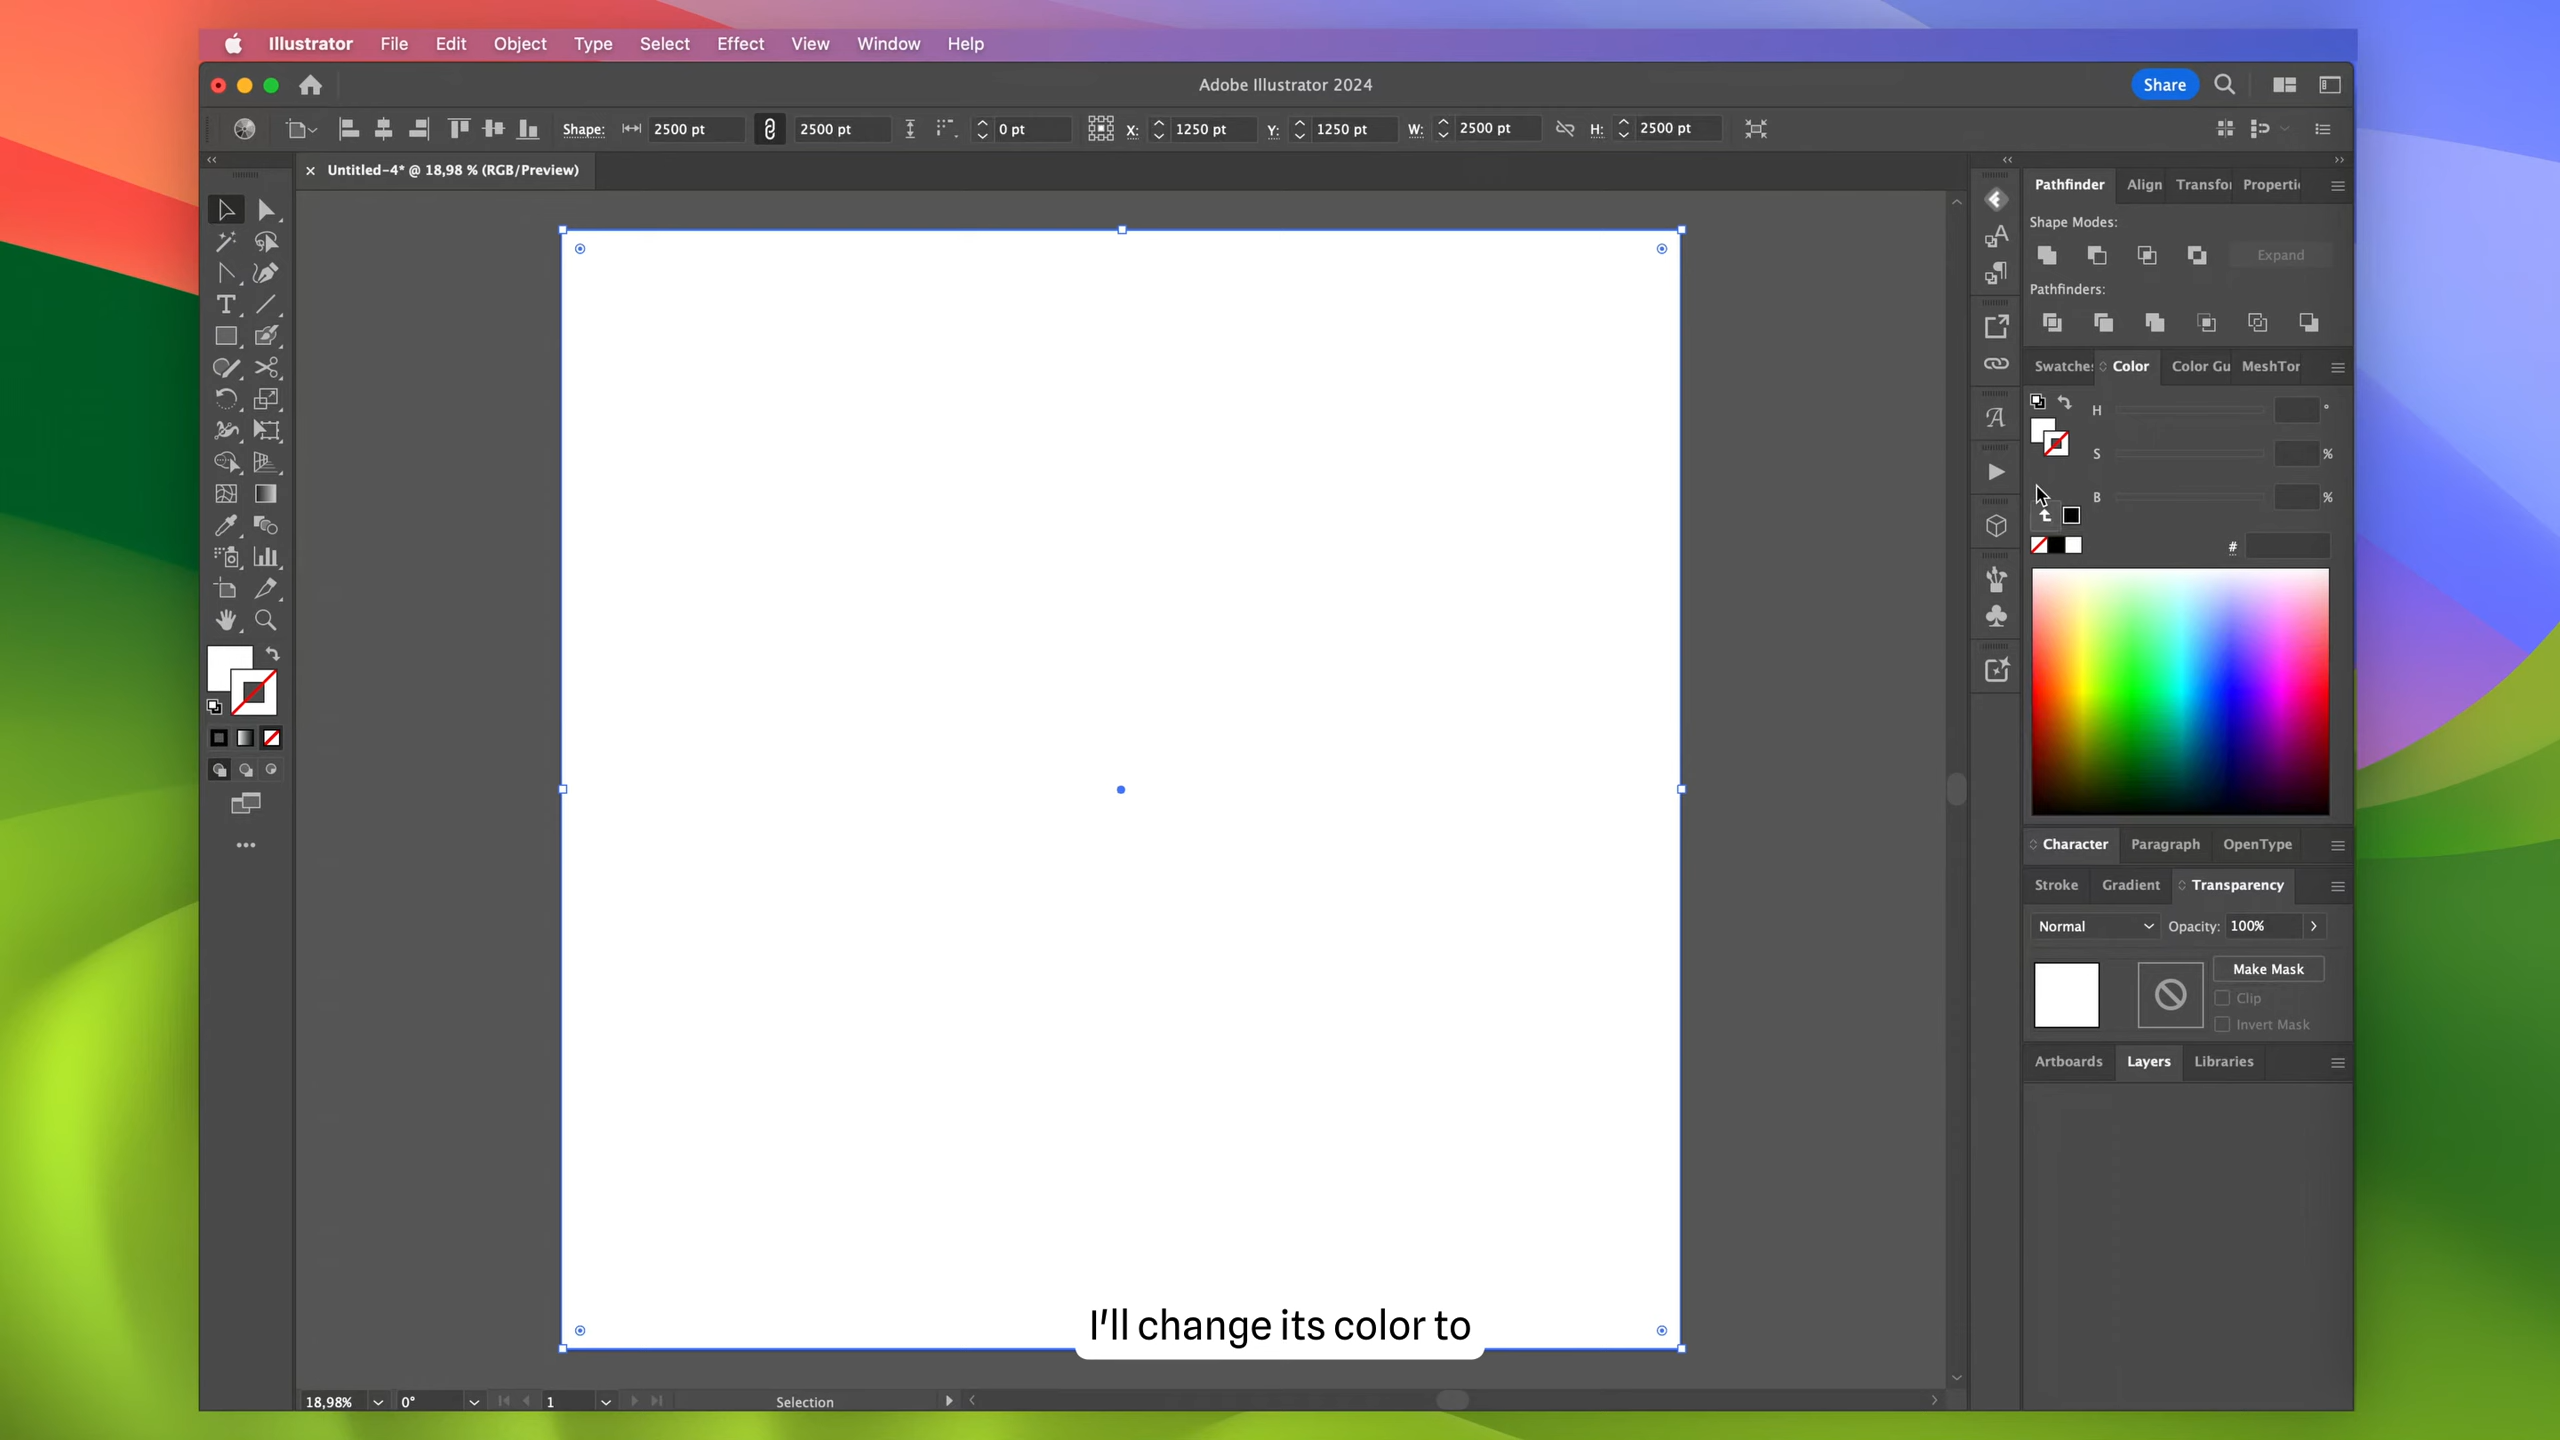 Illustrator File Edit Object Type Select Effect View Window Help
Adobe Illustrator 2024
Share
Shape: 2500 pt 2500 pt 0 pt X: 1250 pt Y: 1250 pt W: 2500 pt H: 2500 pt
Untitled-4* @ 18,98 % (RGB/Preview)
Pathfinder Align Transfo Properti
Shape Modes:
Expand
Pathfinders:
Swatche: Color Color Gu MeshTor
H °
S %
B %
#
Character Paragraph OpenType
Stroke Gradient Transparency
Normal Opacity: 100%
Make Mask
Clip
Invert Mask
Artboards Layers Libraries
I'll change its color to
18,98% 0° 1 Selection